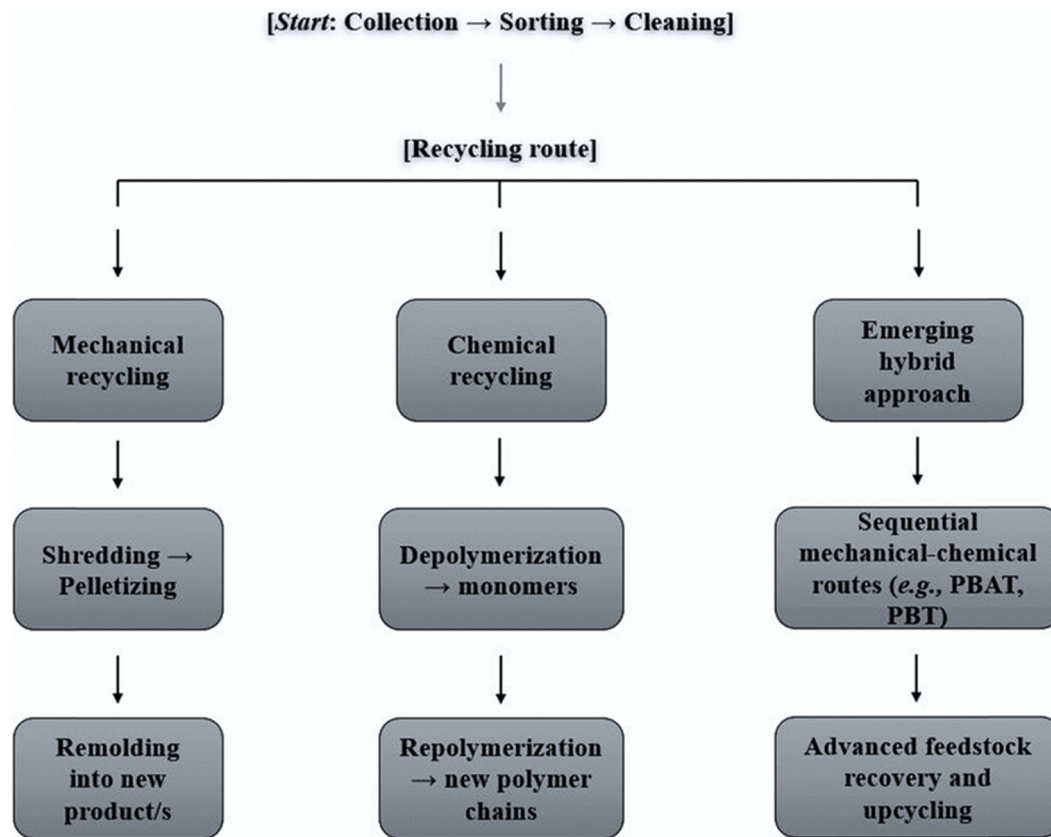 [Start: Collection → Sorting → Cleaning]
[Recycling route]
Mechanical
recycling
Chemical
recycling
Emerging
hybrid
approach
Shredding →
Pelletizing
Depolymerization
→ monomers
Sequential
mechanical-chemical
routes (e.g., PBAT,
PBT)
Remolding
into new
product/s
Repolymerization
→ new polymer
chains
Advanced feedstock
recovery and
upcycling